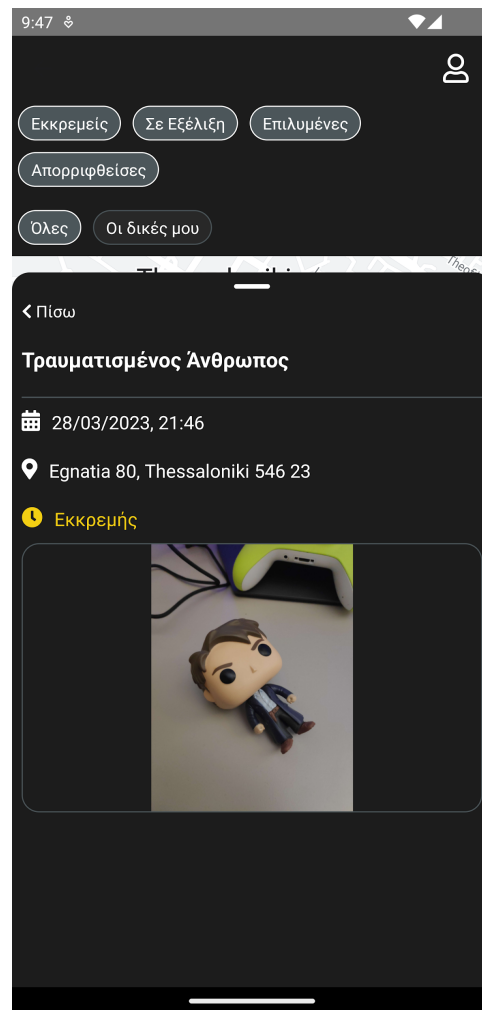 9:47
Εκκρεμείς Σε Εξέλιξη Επιλυμένες
Απορριφθείσες
Όλες Οι δικές μου
Πίσω
Τραυματισμένος Άνθρωπος
28/03/2023, 21:46
Egnatia 80, Thessaloniki 546 23
Εκκρεμής